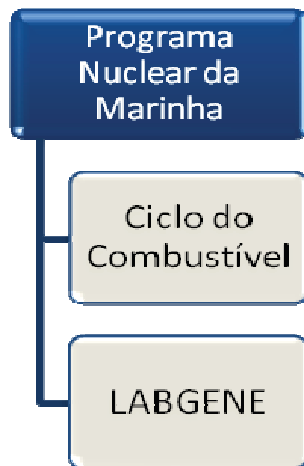 Programa
Nuclear da
Marinha
Ciclo do
Combustível
LABGENE